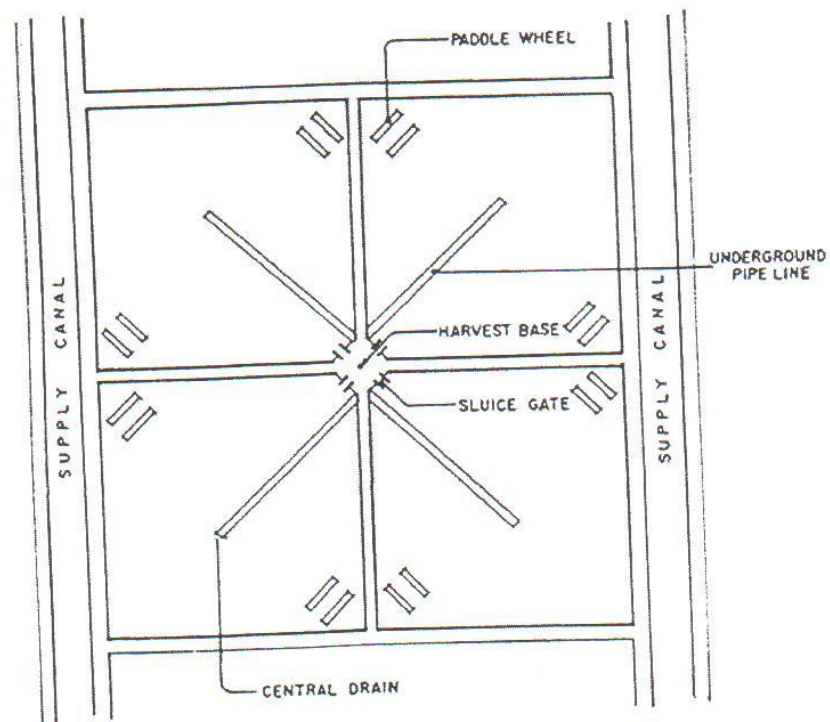 PADDLE WHEEL
UNDERGROUND
PIPE LINE
HARVEST BASE
SLUICE GATE
SUPPLY CANAL
SUPPLY CANAL
CENTRAL DRAIN